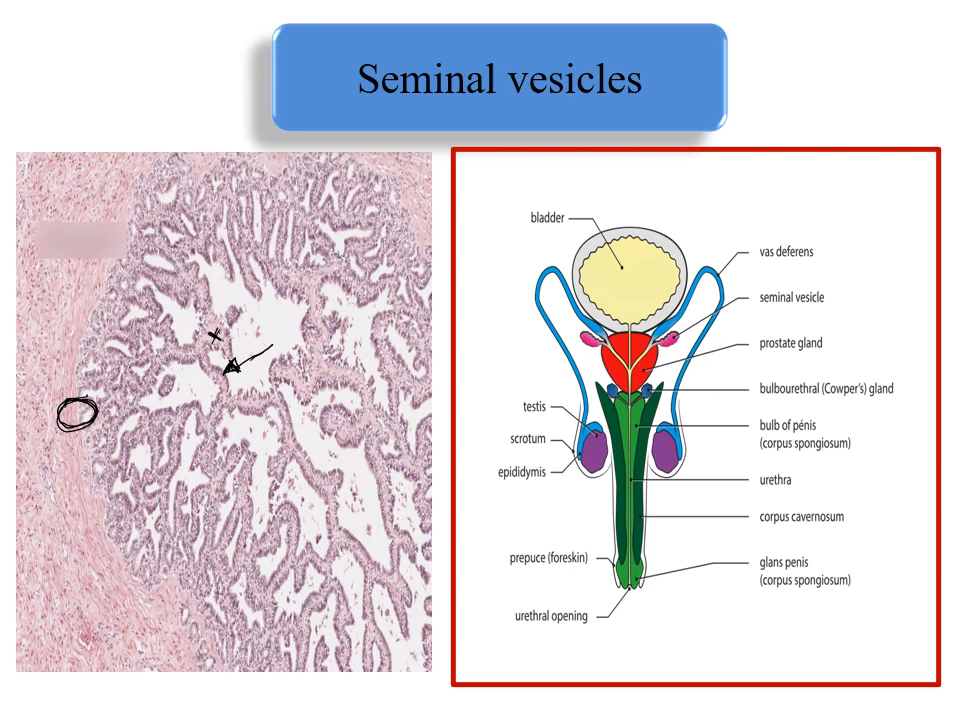 Seminal vesicles
bladder
vas deferens
seminal vesicle
prostate gland
bulbourethral (Cowper's) gland
testis
bulb of pénis
(corpus spongiosum)
scrotum
epididymis
urethra
corpus cavernosum
prepuce (foreskin)
glans penis
(corpus spongiosum)
urethral opening